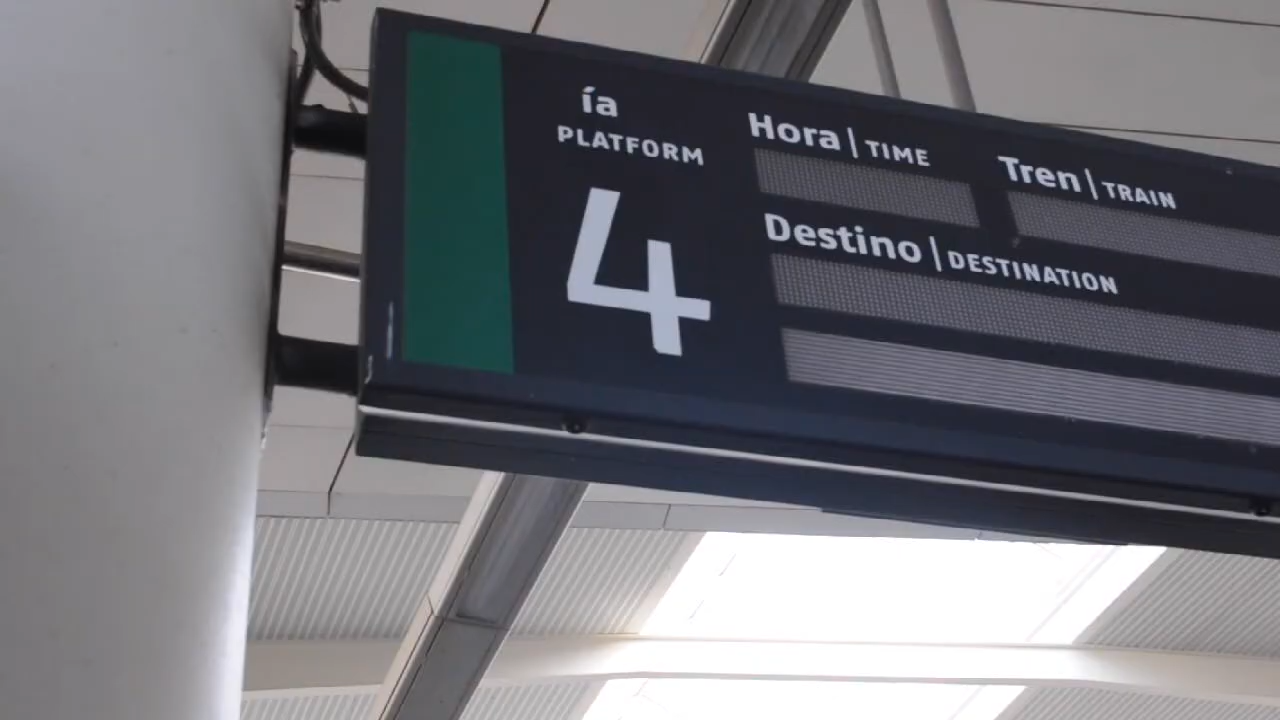 ía
PLATFORM
4
Hora | TIME
Tren | TRAIN
Destino | DESTINATION